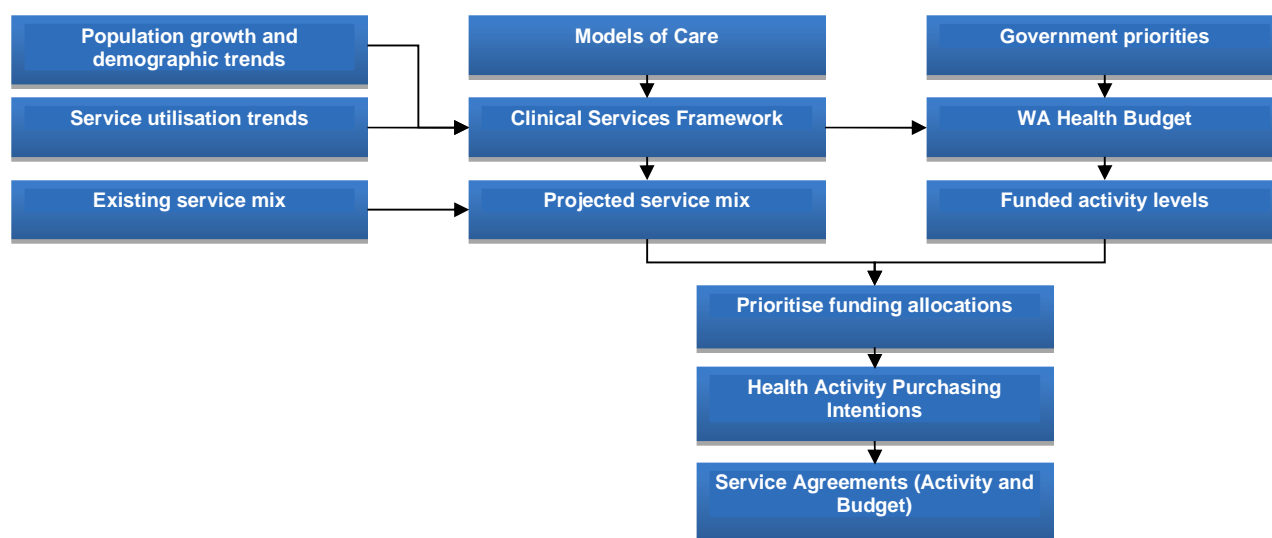 Population growth and
demographic trends
Models of Care
Government priorities
Service utilisation trends
Clinical Services Framework
WA Health Budget
Existing service mix
Projected service mix
Funded activity levels
Prioritise funding allocations
Health Activity Purchasing
Intentions
Service Agreements (Activity and
Budget)